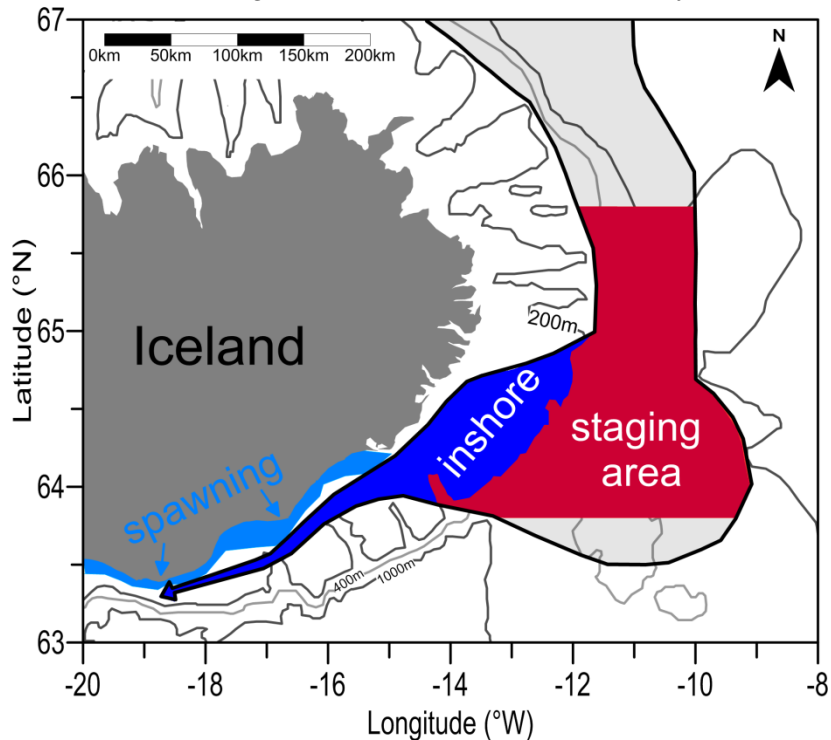 67
66
65
64
63
Latitude (°N)
0km 50km 100km 150km 200km
N
200m
Iceland
inshore
staging
area
spawning
400m
1000m
-20 -18 -16 -14 -12 -10 -8
Longitude (°W)